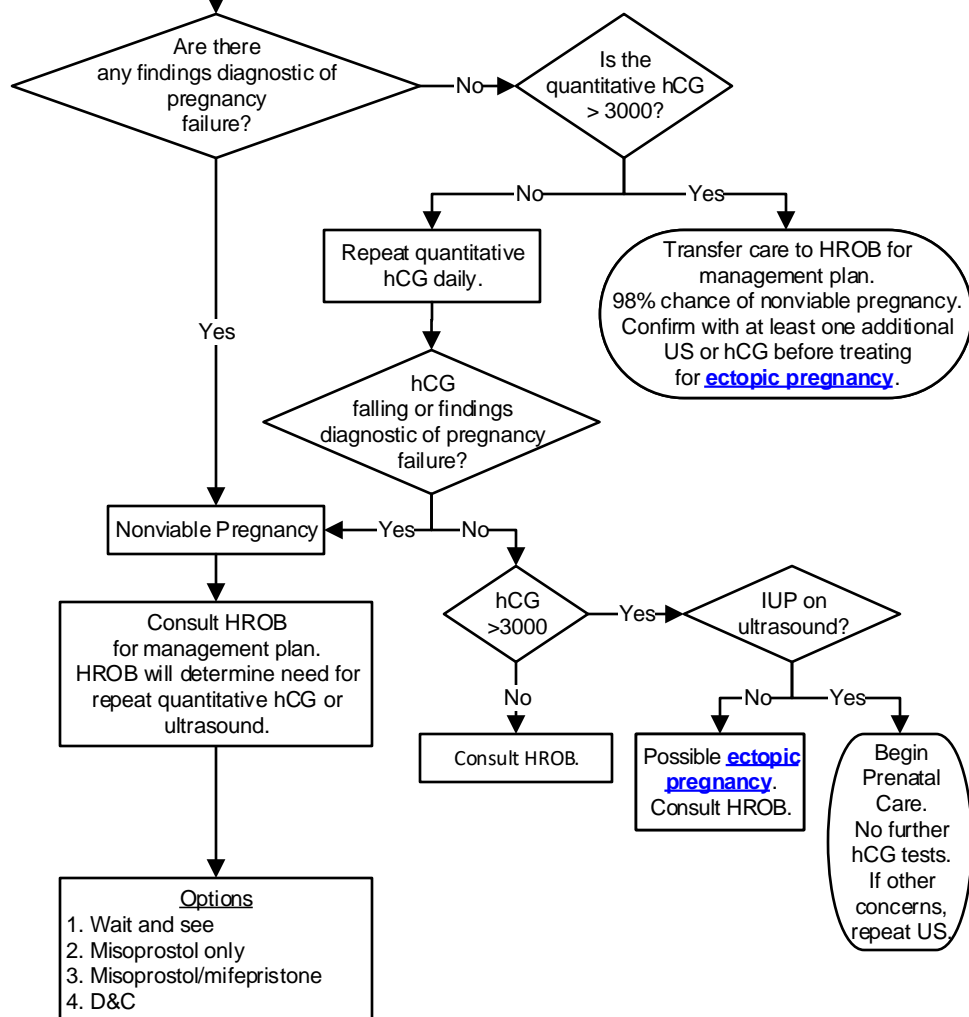 Are there
any findings diagnostic of
pregnancy
failure?
No
Is the
quantitative hCG
> 3000?
No
Yes
Repeat quantitative
hCG daily.
Transfer care to HROB for
management plan.
98% chance of nonviable pregnancy.
Confirm with at least one additional
US or hCG before treating
for ectopic pregnancy.
Yes
hCG
falling or findings
diagnostic of pregnancy
failure?
Nonviable Pregnancy
Yes
No
Consult HROB
for management plan.
HROB will determine need for
repeat quantitative hCG or
ultrasound.
hCG
>3000
Yes
IUP on
ultrasound?
No
No
Yes
Consult HROB.
Possible ectopic
pregnancy.
Consult HROB.
Begin
Prenatal
Care.
No further
hCG tests.
If other
concerns,
repeat US.
Options
1. Wait and see
2. Misoprostol only
3. Misoprostol/mifepristone
4. D&C